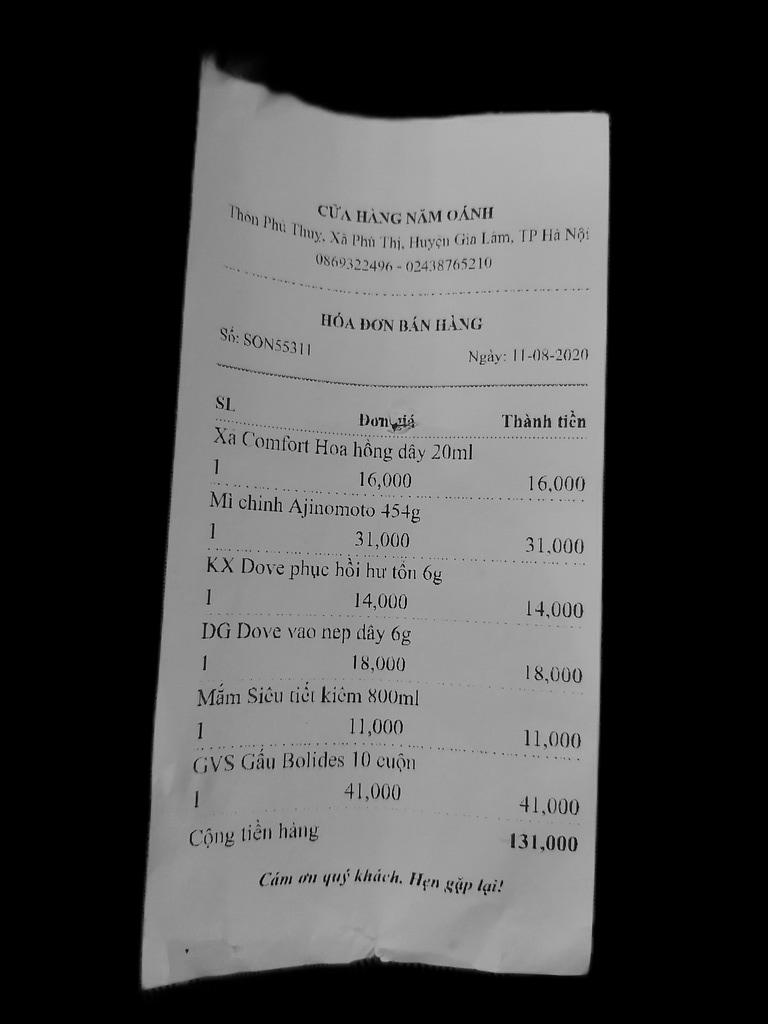 CỬA HÀNG NĂM OÁNH
Thôn Phú Thụy, Xã Phú Thị, Huyện Gia Lâm, TP Hà Nội
0869322496 - 02438765210
HÓA ĐƠN BÁN HÀNG
Số: SON55311 Ngày: 11-08-2020
SL Đơn giá Thành tiền
Xả Comfort Hoa hồng dây 20ml
1 16,000 16,000
Mì chính Ajinomoto 454g
1 31,000 31,000
KX Dove phục hồi hư tổn 6g
1 14,000 14,000
DG Dove vao nep dây 6g
1 18,000 18,000
Mắm Siêu tiết kiêm 800ml
1 11,000 11,000
GVS Gấu Bolides 10 cuộn
1 41,000 41,000
Cộng tiền hàng 131,000
Cám ơn quý khách. Hẹn gặp lại!